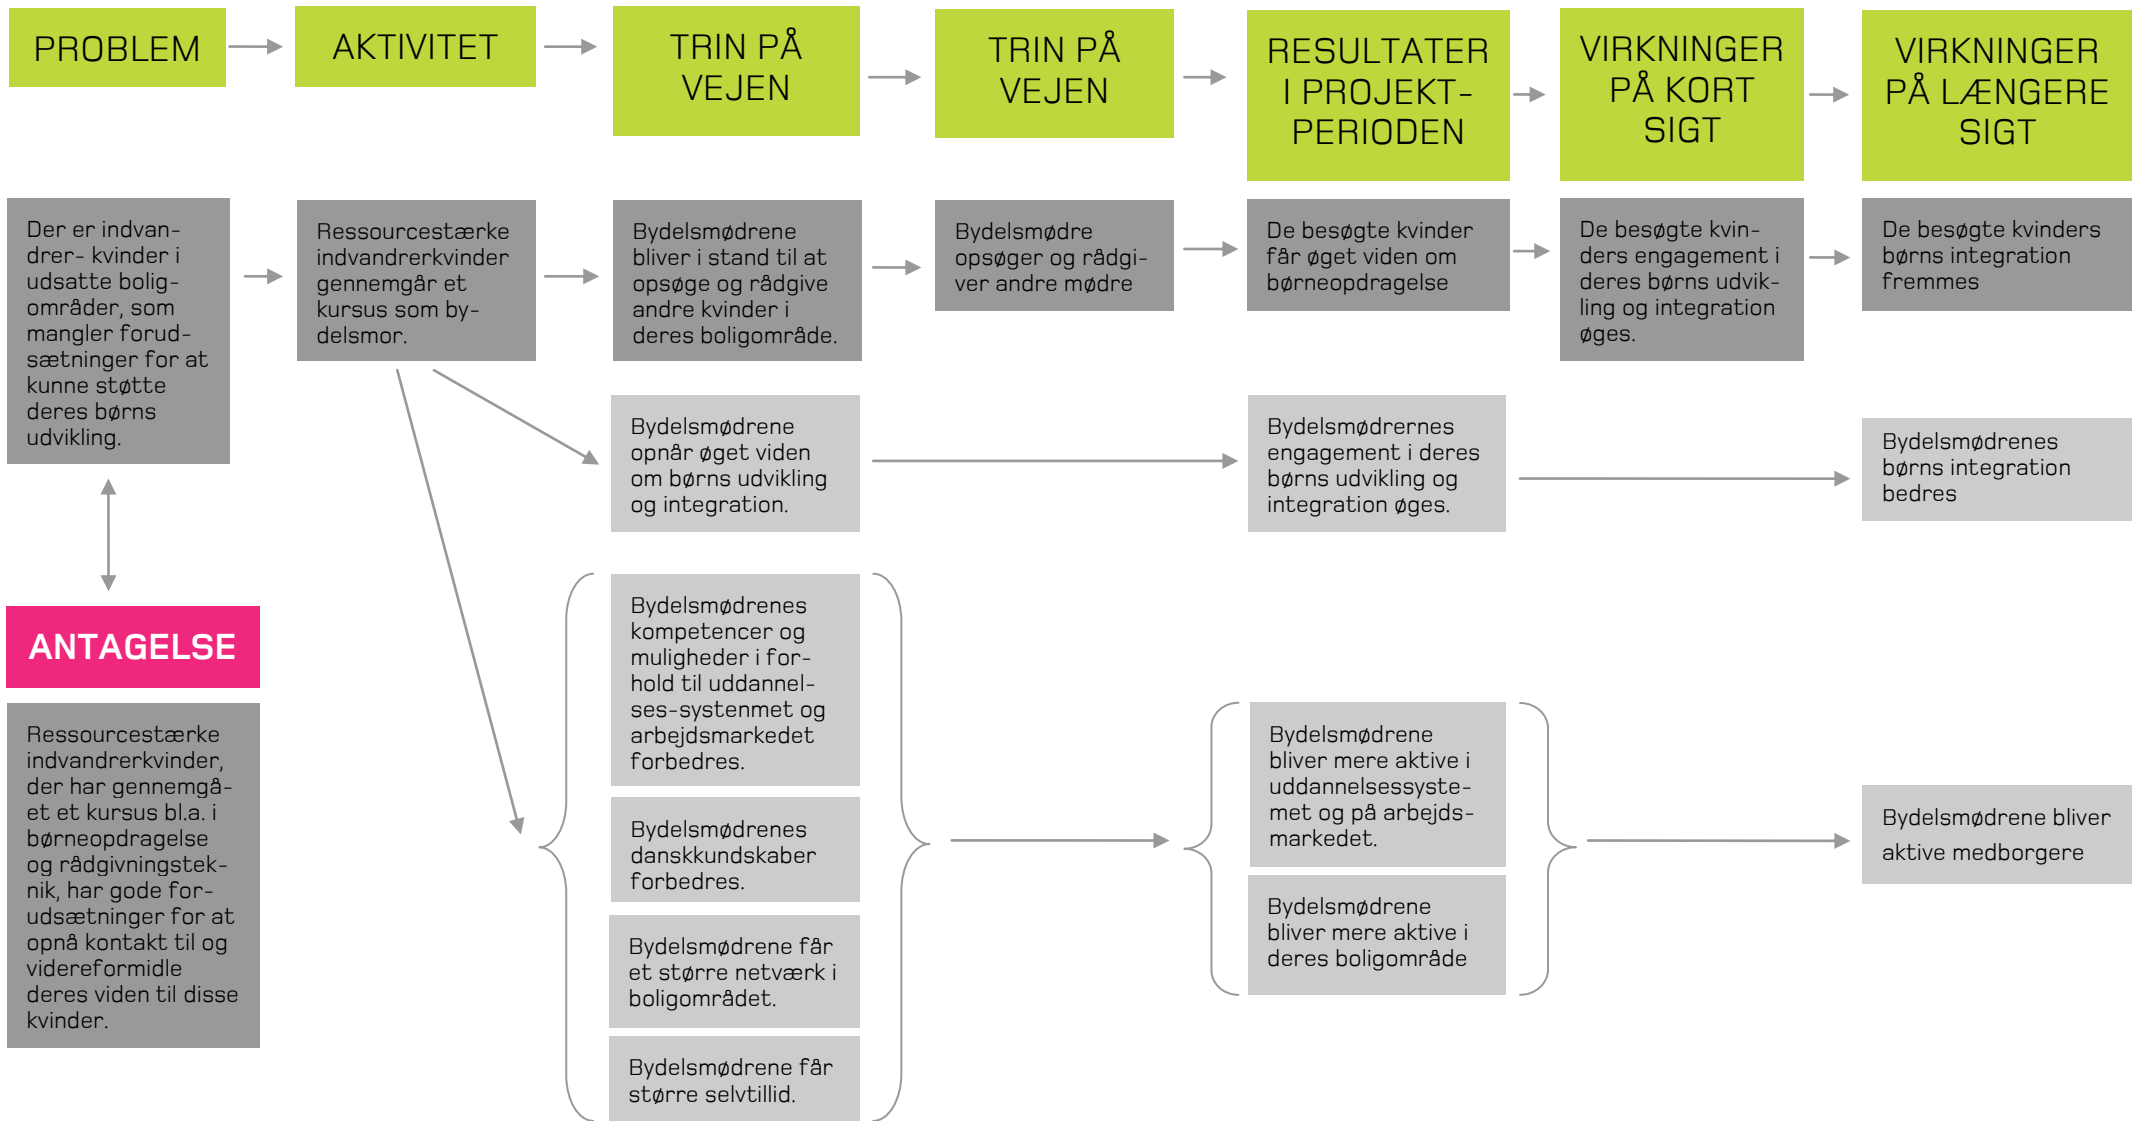 PROBLEM
AKTIVITET
TRIN PÅ
VEJEN
TRIN PÅ
VEJEN
RESULTATER
I PROJEKT-
PERIODEN
VIRKNINGER
PÅ KORT
SIGT
VIRKNINGER
PÅ LÆNGERE
SIGT
Der er indvan-
drer- kvinder i
udsatte bolig-
områder, som
mangler forud-
sætninger for at
kunne støtte
deres børns
udvikling.
Ressourcestærke
indvandrerkvinder
gennemgår et
kursus som by-
delsmor.
Bydelsmødrene
bliver i stand til at
opsøge og rådgive
andre kvinder i
deres boligområde.
Bydelsmødre
opsøger og rådgi-
ver andre mødre
De besøgte kvinder
får øget viden om
børneopdragelse
De besøgte kvin-
ders engagement i
deres børns udvik-
ling og integration
øges.
De besøgte kvinders
børns integration
fremmes
Bydelsmødrene
opnår øget viden
om børns udvikling
og integration.
Bydelsmødrernes
engagement i deres
børns udvikling og
integration øges.
Bydelsmødrenes
børns integration
bedres
ANTAGELSE
Ressourcestærke
indvandrerkvinder,
der har gennemgå-
et et kursus bl.a. i
børneopdragelse
og rådgivningstek-
nik, har gode for-
udsætninger for at
opnå kontakt til og
videreformidle
deres viden til disse
kvinder.
Bydelsmødrenes
kompetencer og
muligheder i for-
hold til uddannel-
ses-systenmet og
arbejdsmarkedet
forbedres.
Bydelsmødrenes
danskkundskaber
forbedres.
Bydelsmødrene får
et større netværk i
boligområdet.
Bydelsmødrene får
større selvtillid.
Bydelsmødrene
bliver mere aktive i
uddannelsessyste-
met og på arbejds-
markedet.
Bydelsmødrene
bliver mere aktive i
deres boligområde
Bydelsmødrene bliver
aktive medborgere